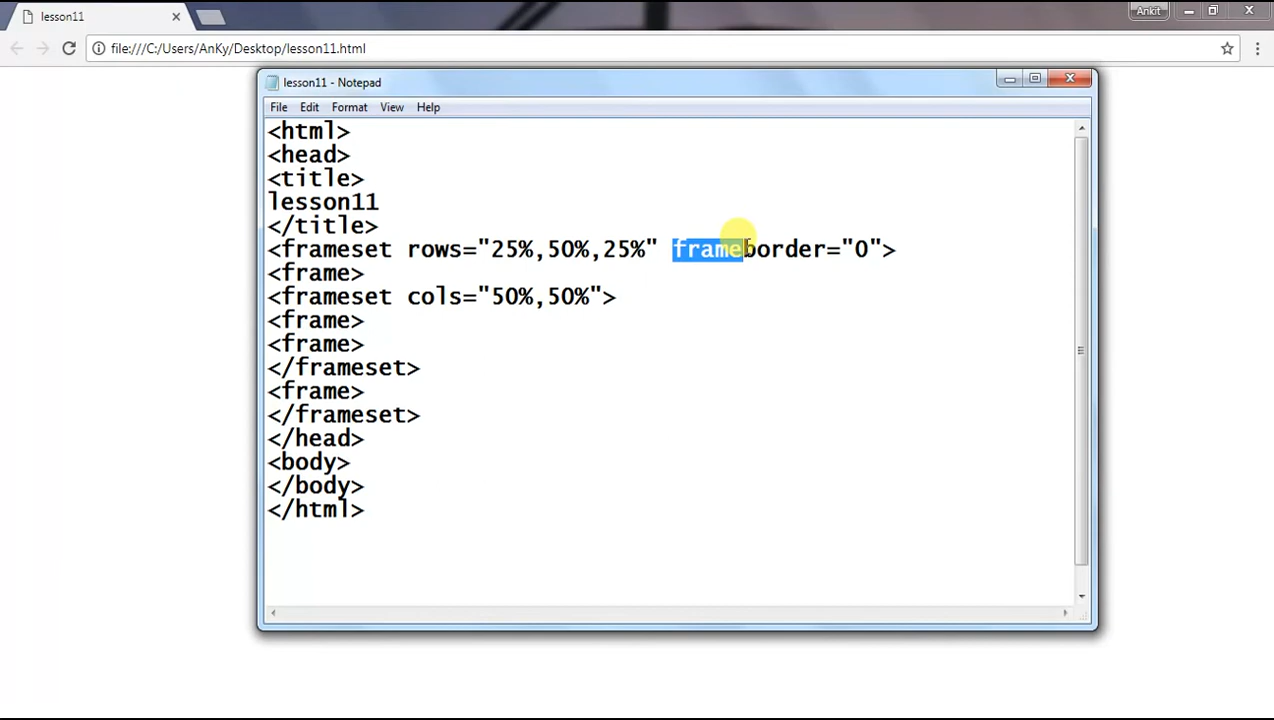 lesson11
Ankit
file:///C:/Users/AnKy/Desktop/lesson11.html
lesson11 - Notepad
File Edit Format View Help
<html>
<head>
<title>
lesson11
</title>
<frameset rows="25%,50%,25%" frameborder="0">
<frame>
<frameset cols="50%,50%">
<frame>
<frame>
</frameset>
<frame>
</frameset>
</head>
<body>
</body>
</html>